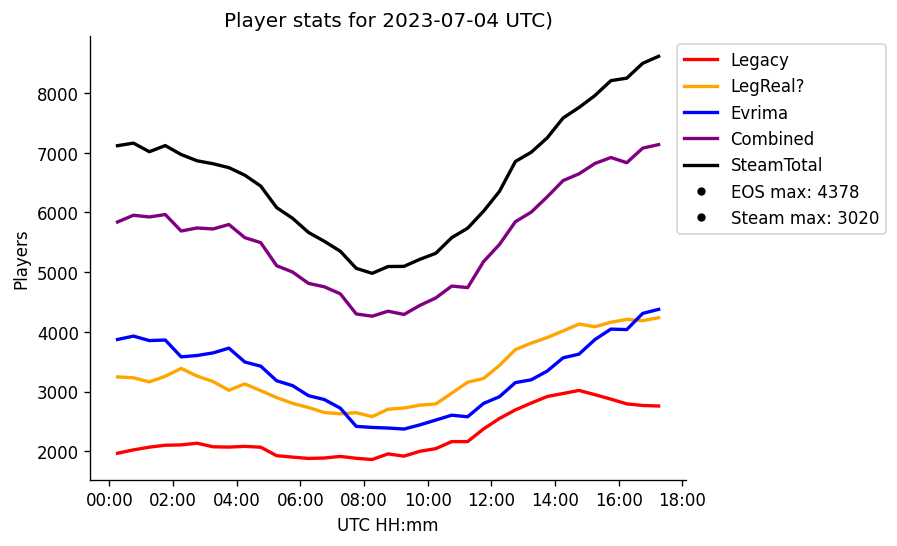 Player stats for 2023-07-04 UTC)
Legacy
LegReal?
Evrima
Combined
SteamTotal
EOS max: 4378
Steam max: 3020
Players
8000
7000
6000
5000
4000
3000
2000
00:00 02:00 04:00 06:00 08:00 10:00 12:00 14:00 16:00 18:00
UTC HH:mm